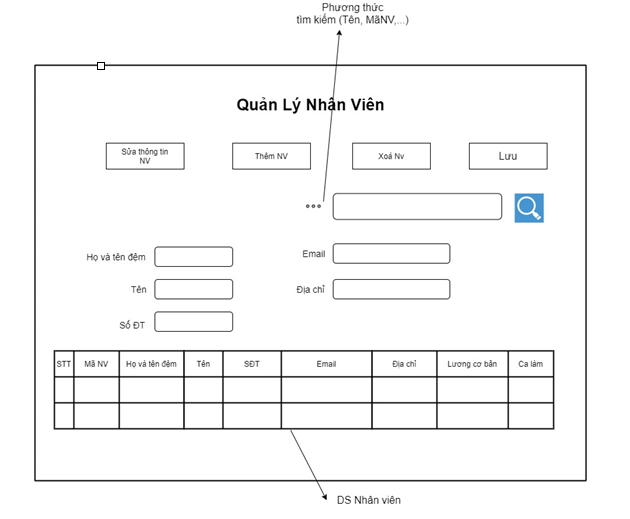 Phương thức
tìm kiếm (Tên, MãNV,...)
Quản Lý Nhân Viên
Sửa thông tin
NV
Thêm NV
Xoá Nv
Lưu
Họ và tên đệm
Email
Tên
Địa chỉ
Số ĐT
STT Mã NV Họ và tên đệm Tên SĐT Email Địa chỉ Lương cơ bản Ca làm
DS Nhân viên